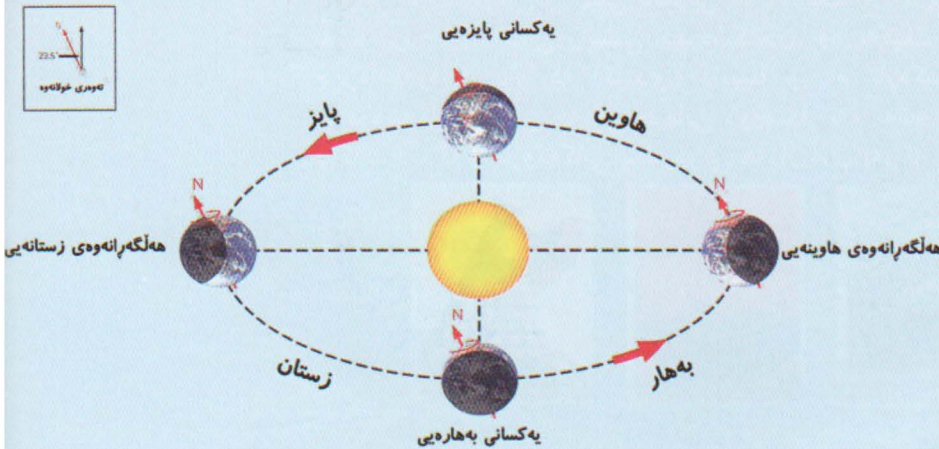 یەکسانی پایزەیی
23.5°
تەوەری خولانەوە
هاوین
پایز
N
N
هەڵگەڕانەوەی هاوینەیی
هەڵگەڕانەوەی زستانەیی
N
بەهار
زستان
یەکسانی بەهارەیی